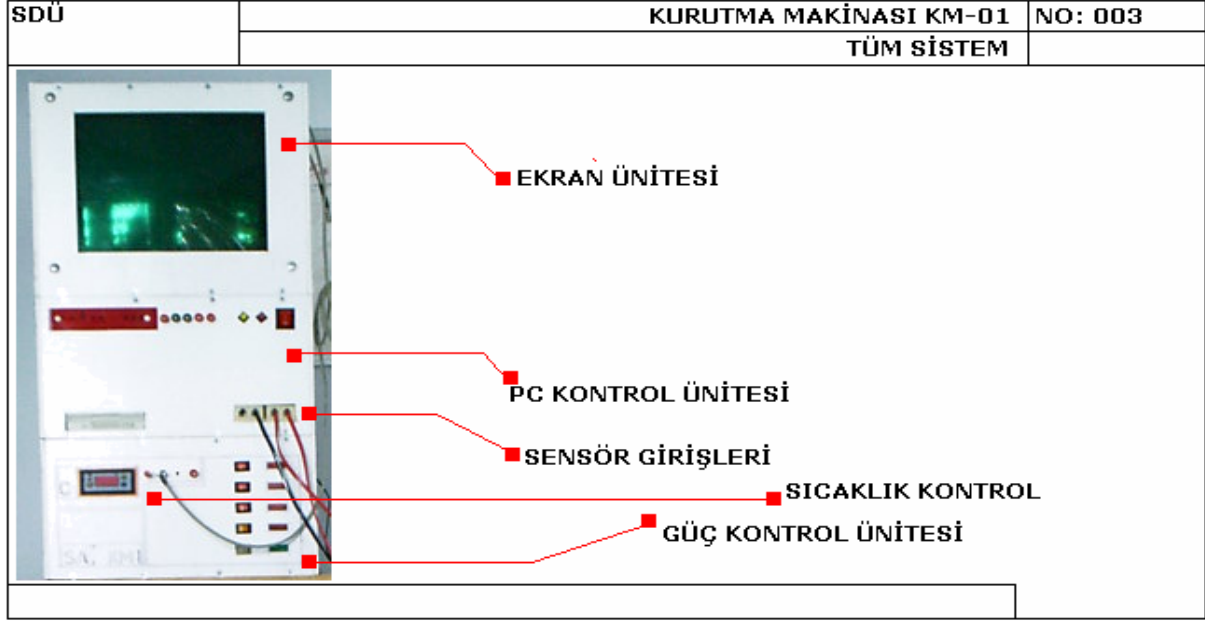 SDÜ
KURUTMA MAKİNASI KM-01
NO: 003
TÜM SİSTEM
EKRAN ÜNİTESİ
PC KONTROL ÜNİTESİ
SENSÖR GİRİŞLERİ
SICAKLIK KONTROL
GÜÇ KONTROL ÜNİTESİ